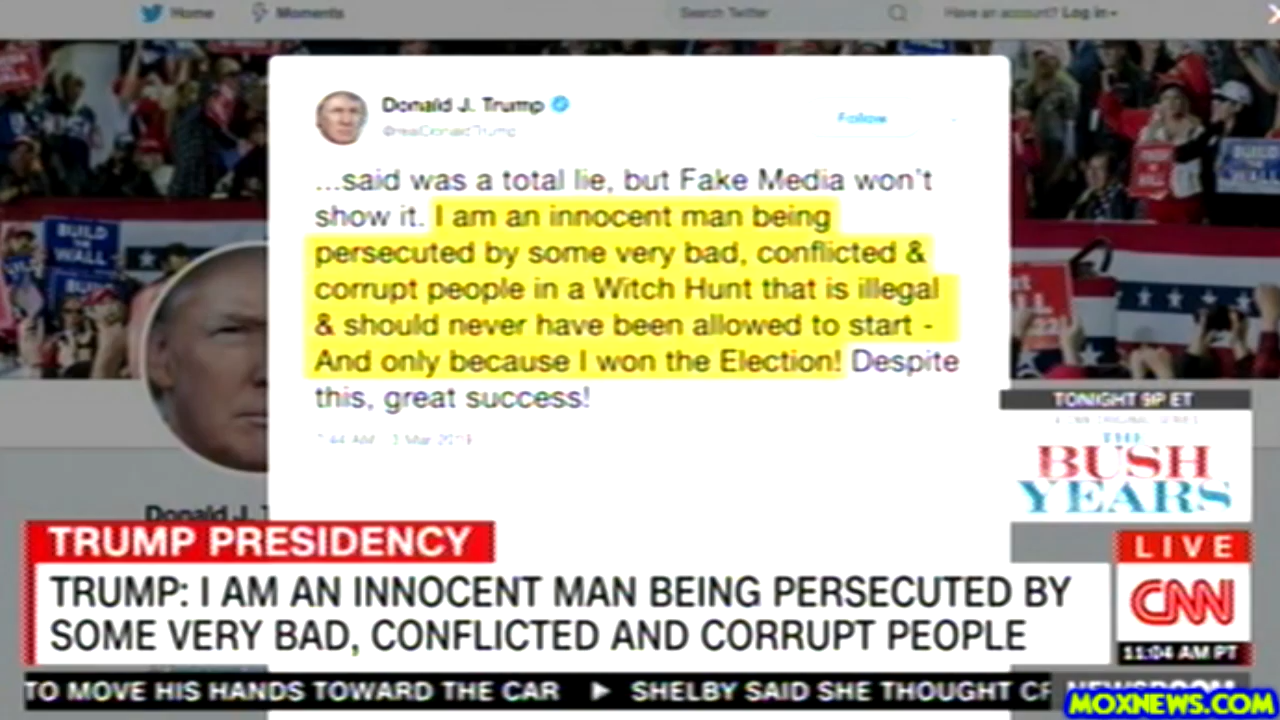 Home
Moments
Search Twitter
Have an account? Log in
Donald J. Trump
@realDonaldTrump
Follow
...said was a total lie, but Fake Media won't
show it. I am an innocent man being
persecuted by some very bad, conflicted &
corrupt people in a Witch Hunt that is illegal
& should never have been allowed to start -
And only because I won the Election! Despite
this, great success!
BUILD
WALL
Donald J. T
TONIGHT 9P ET
THE
BUSH
YEARS
TRUMP PRESIDENCY
TRUMP: I AM AN INNOCENT MAN BEING PERSECUTED BY
SOME VERY BAD, CONFLICTED AND CORRUPT PEOPLE
LIVE
CNN
11:04 AM PT
TO MOVE HIS HANDS TOWARD THE CAR ▶ SHELBY SAID SHE THOUGHT CR
NEWSROOM
MOXNEWS.COM